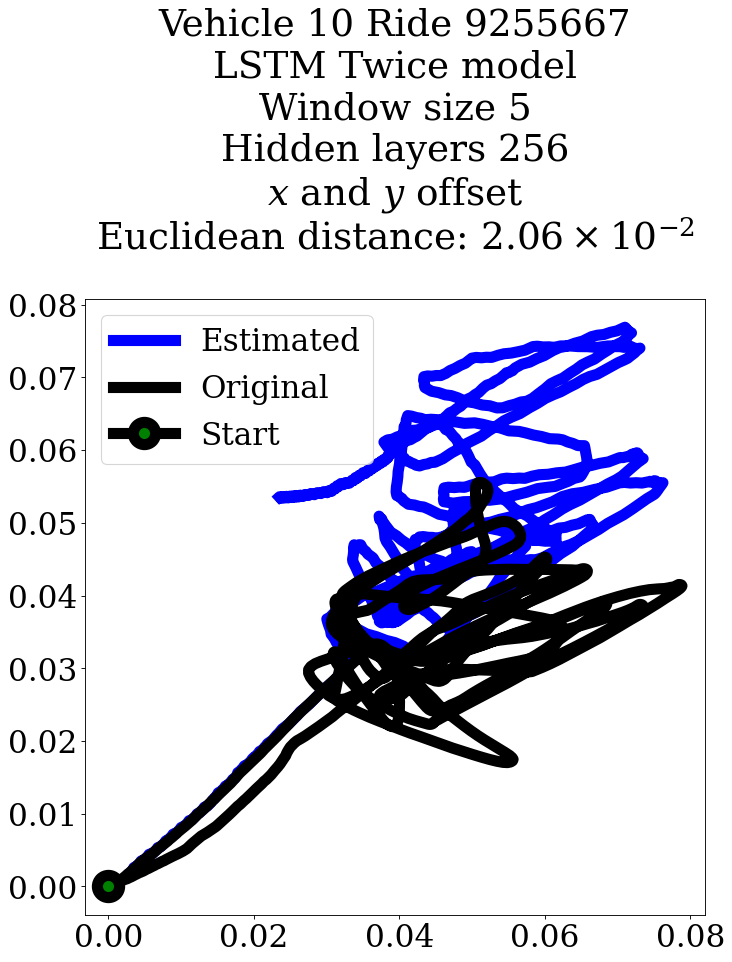 Vehicle 10 Ride 9255667
LSTM Twice model
Window size 5
Hidden layers 256
x and y offset
Euclidean distance: 2.06 × 10⁻²
0.08
0.07
0.06
0.05
0.04
0.03
0.02
0.01
0.00
Estimated
Original
Start
0.00 0.02 0.04 0.06 0.08